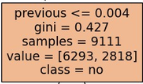 previous <= 0.004
gini = 0.427
samples = 9111
value = [6293, 2818]
class = no